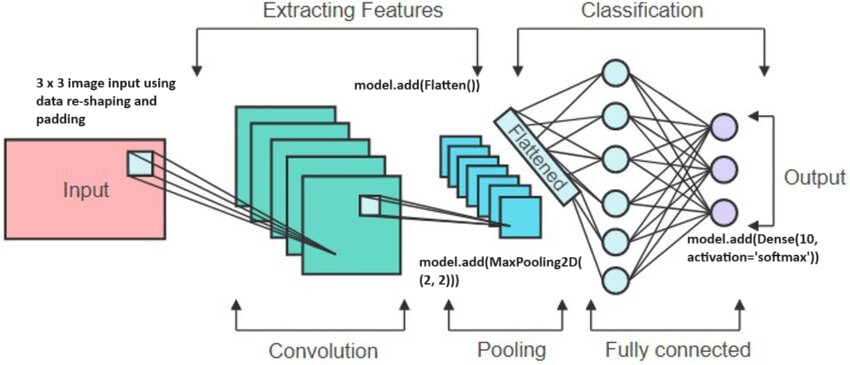 Extracting Features
Classification
3 x 3 image input using
data re-shaping and
padding
model.add(Flatten())
Input
Flattened
Output
model.add(MaxPooling2D(
(2, 2)))
model.add(Dense(10,
activation='softmax'))
Convolution
Pooling
Fully connected